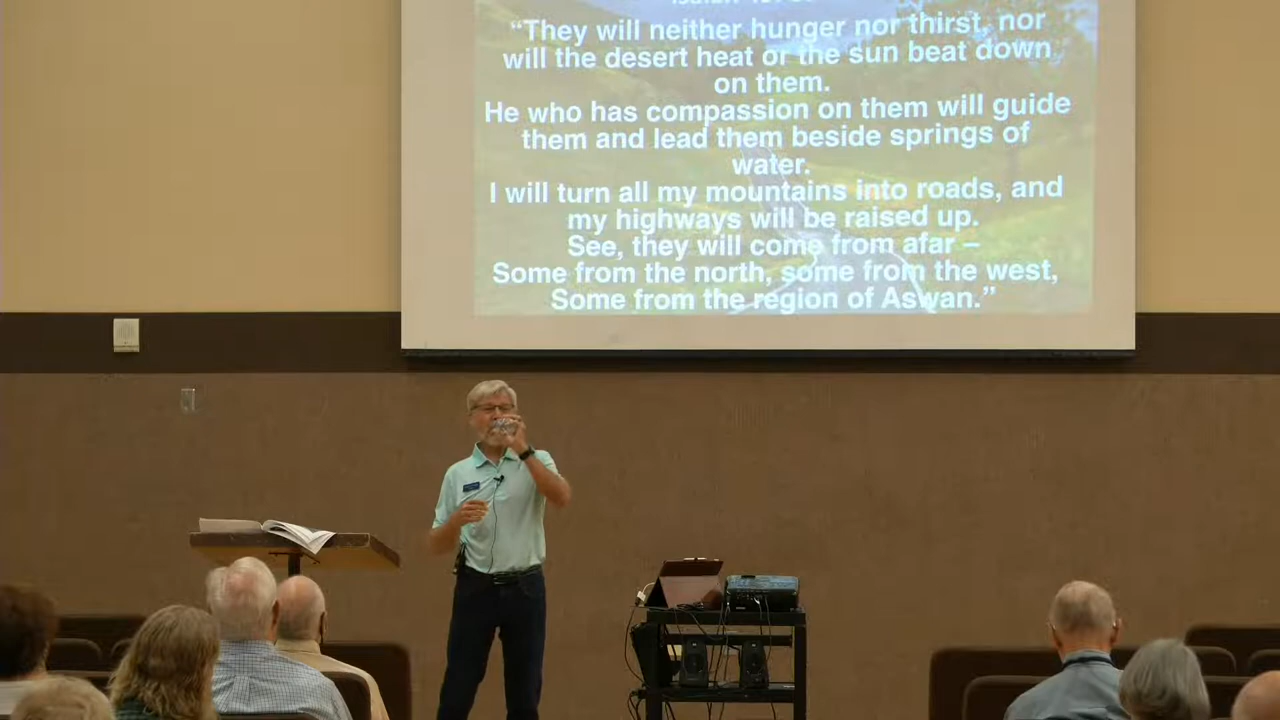 “They will neither hunger nor thirst, nor
will the desert heat or the sun beat down
on them.
He who has compassion on them will guide
them and lead them beside springs of
water.
I will turn all my mountains into roads, and
my highways will be raised up.
See, they will come from afar –
Some from the north, some from the west,
Some from the region of Aswan.”